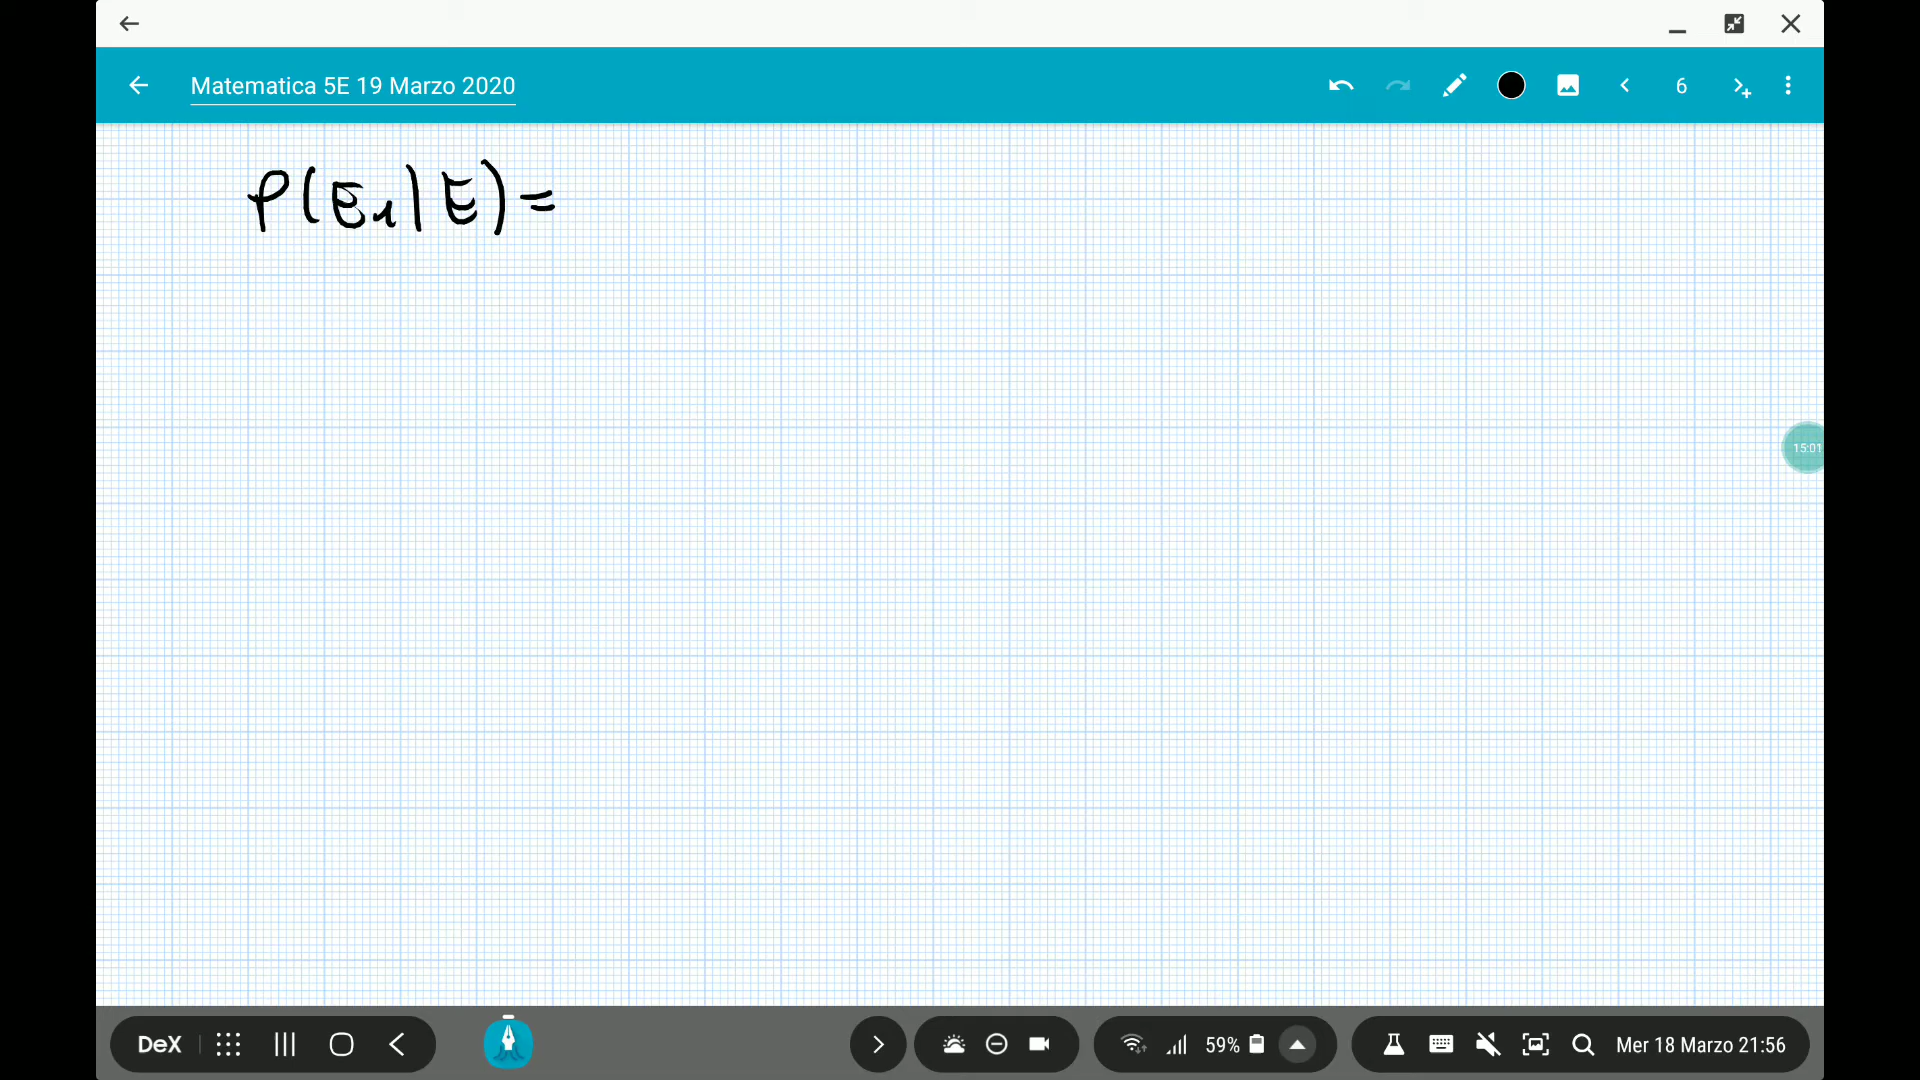 Matematica 5E 19 Marzo 2020
6
P(E₁|E)=
15:01
DeX
59%
Mer 18 Marzo 21:56